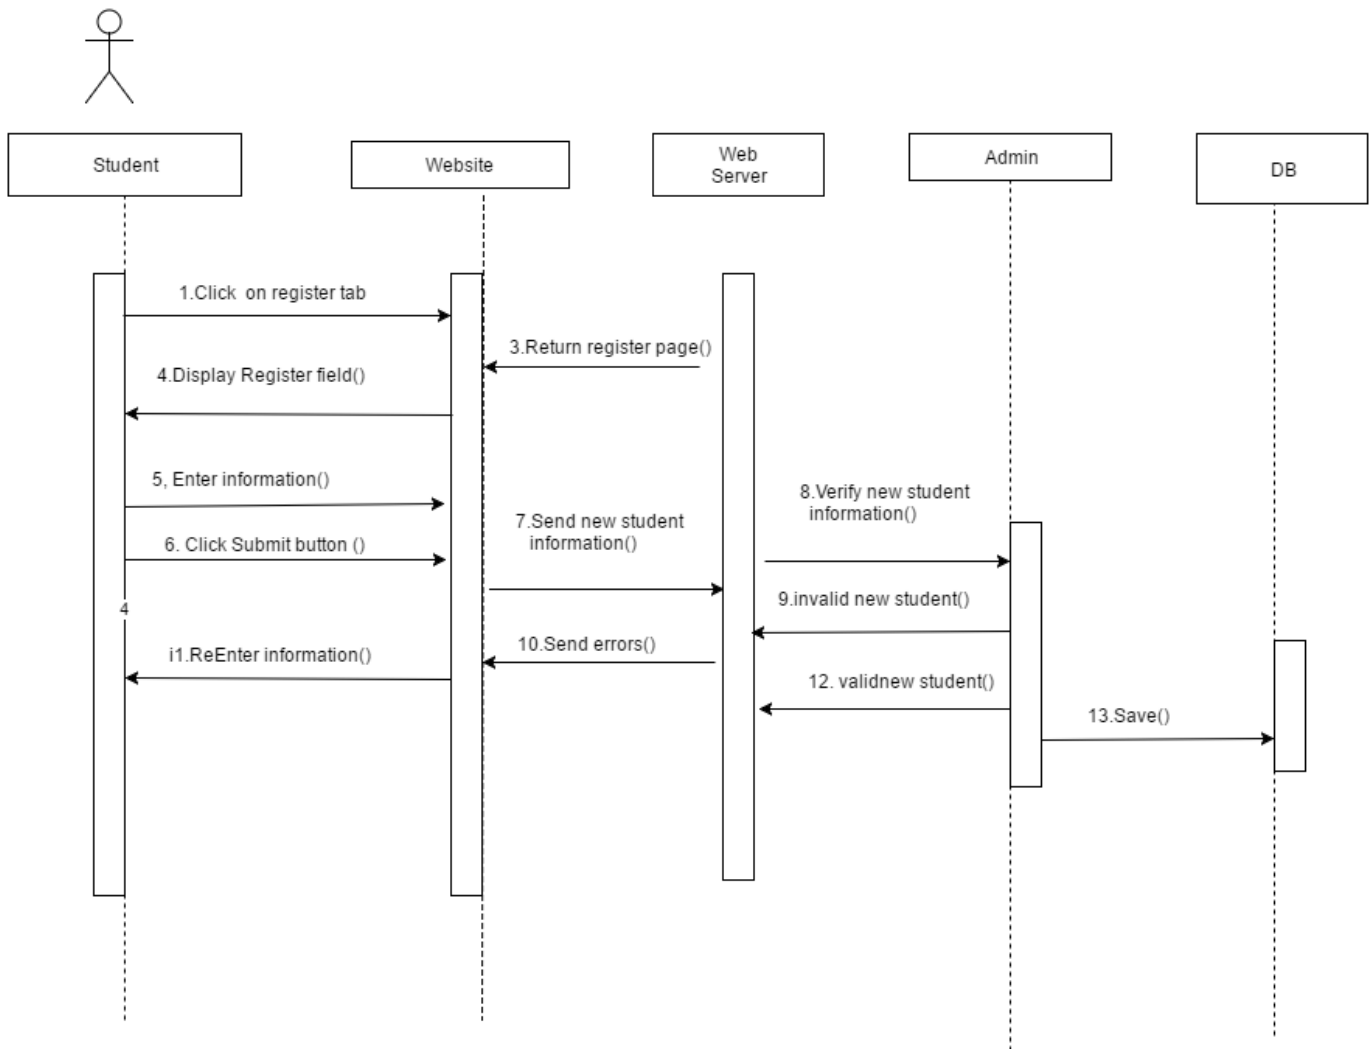 Student
Website
Web
Server
Admin
DB
1.Click on register tab
3.Return register page()
4.Display Register field()
5, Enter information()
8.Verify new student
information()
7.Send new student
information()
6. Click Submit button ()
9.invalid new student()
4
10.Send errors()
i1.ReEnter information()
12. validnew student()
13.Save()